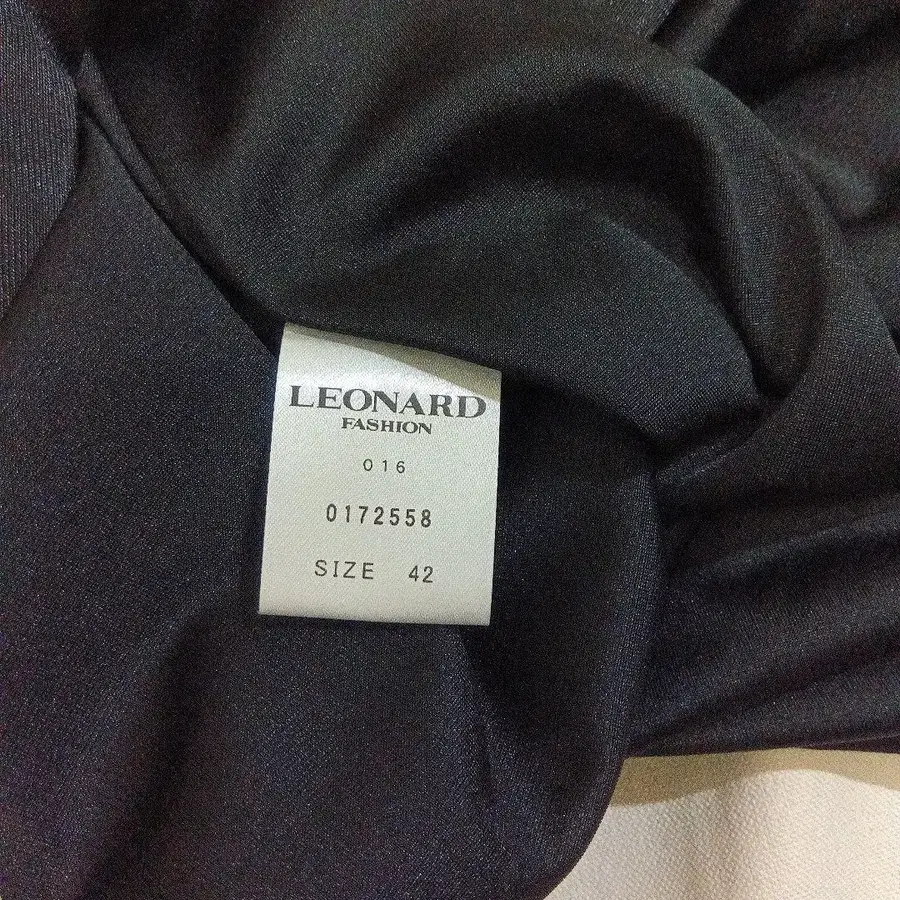 LEONARD
FASHION
016
0172558
SIZE 42